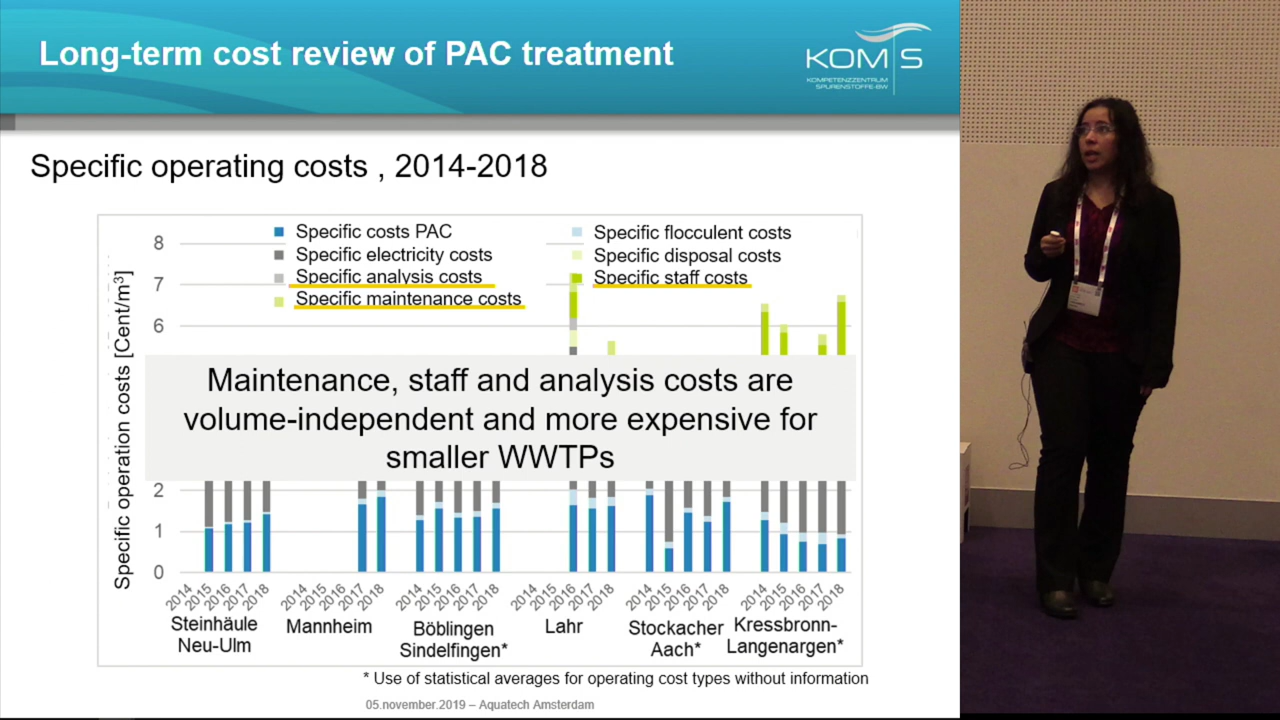 Long-term cost review of PAC treatment
KOMS
KOMPETENZZENTRUM
SPURENSTOFFE-BW
Specific operating costs , 2014-2018
Specific costs PAC
Specific flocculent costs
Specific electricity costs
Specific disposal costs
Specific analysis costs
Specific staff costs
Specific maintenance costs
Specific operation costs [Cent/m³]
8
7
6
Maintenance, staff and analysis costs are
volume-independent and more expensive for
smaller WWTPs
2
1
0
2014 2015 2016 2017 2018 2014 2015 2016 2017 2018 2014 2015 2016 2017 2018 2014 2015 2016 2017 2018 2014 2015 2016 2017 2018 2014 2015 2016 2017 2018
Steinhäule
Neu-Ulm
Mannheim
Böblingen
Sindelfingen*
Lahr
Stockacher
Aach*
Kressbronn-
Langenargen*
* Use of statistical averages for operating cost types without information
05.november.2019 – Aquatech Amsterdam